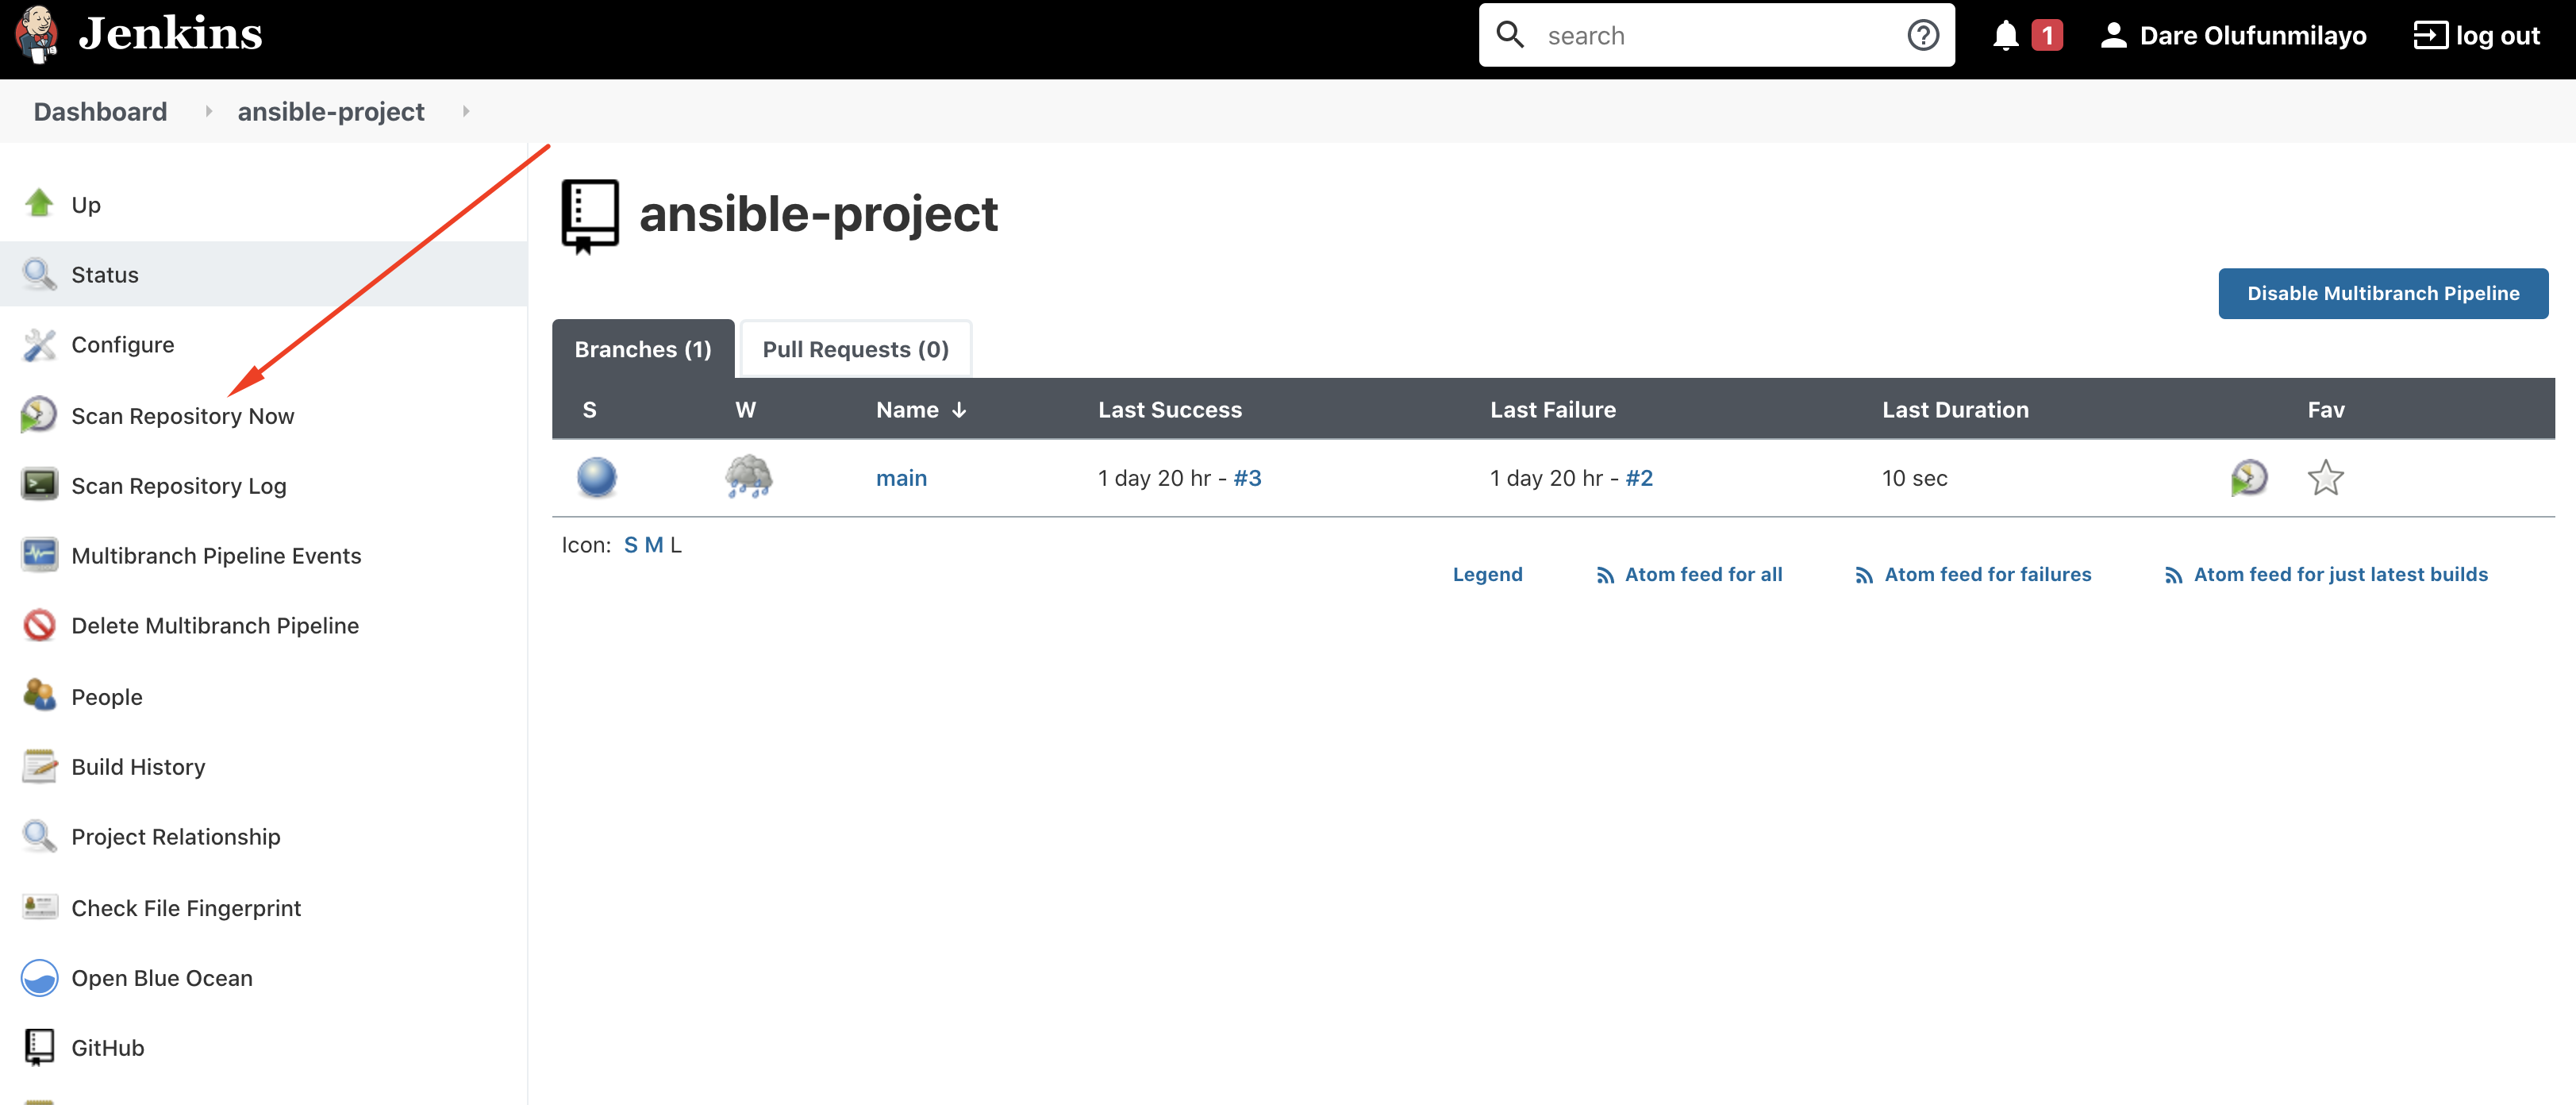 Jenkins
search
1
Dare Olufunmilayo
log out
Dashboard
ansible-project
Up
Status
Configure
Scan Repository Now
Scan Repository Log
Multibranch Pipeline Events
Delete Multibranch Pipeline
People
Build History
Project Relationship
Check File Fingerprint
Open Blue Ocean
GitHub
ansible-project
Disable Multibranch Pipeline
Branches (1) Pull Requests (0)
S W Name ↓ Last Success Last Failure Last Duration Fav
main 1 day 20 hr - #3 1 day 20 hr - #2 10 sec
Icon: S M L
Legend Atom feed for all Atom feed for failures Atom feed for just latest builds